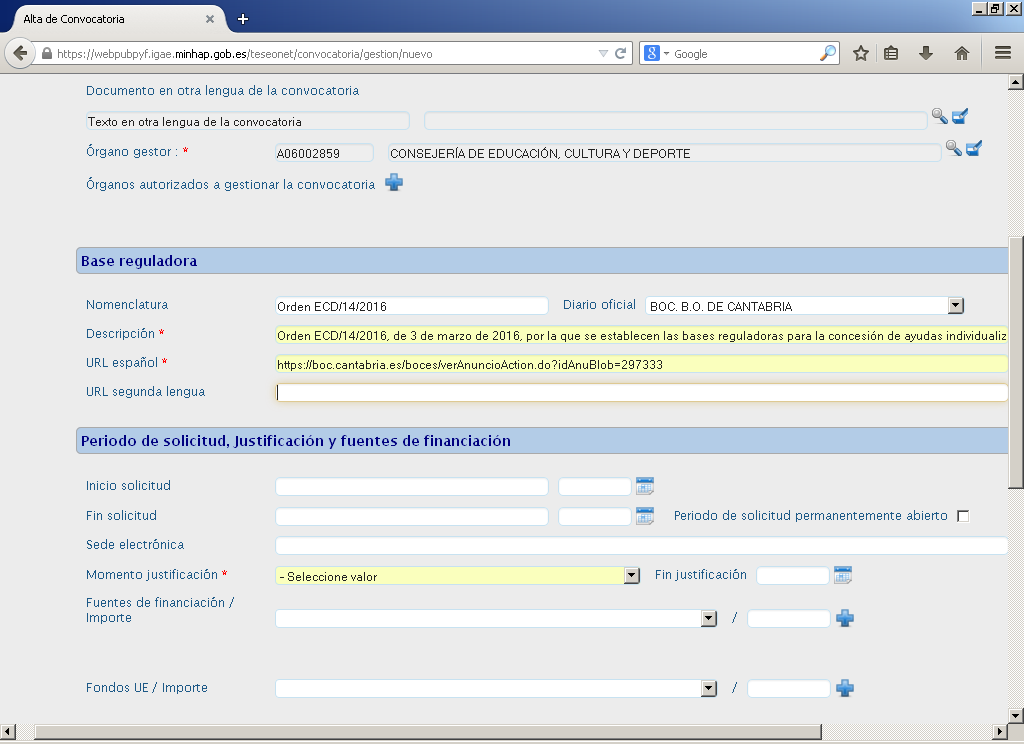 Alta de Convocatoria
https://webpubpyf.igae.minhap.gob.es/teseonet/convocatoria/gestion/nuevo
Google
Documento en otra lengua de la convocatoria
Texto en otra lengua de la convocatoria
Órgano gestor : * A06002859 CONSEJERÍA DE EDUCACIÓN, CULTURA Y DEPORTE
Órganos autorizados a gestionar la convocatoria
Base reguladora
Nomenclatura Orden ECD/14/2016 Diario oficial BOC. B.O. DE CANTABRIA
Descripción * Orden ECD/14/2016, de 3 de marzo de 2016, por la que se establecen las bases reguladoras para la concesión de ayudas individualiz
URL español * https://boc.cantabria.es/boces/verAnuncioAction.do?idAnuBlob=297333
URL segunda lengua
Periodo de solicitud, Justificación y fuentes de financiación
Inicio solicitud
Fin solicitud Periodo de solicitud permanentemente abierto
Sede electrónica
Momento justificación * - Seleccione valor Fin justificación
Fuentes de financiación /
Importe /
Fondos UE / Importe /